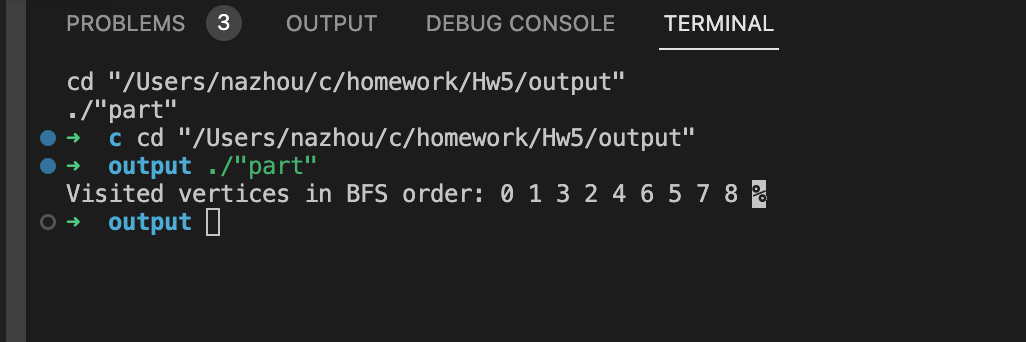 PROBLEMS 3 OUTPUT DEBUG CONSOLE TERMINAL
cd "/Users/nazhou/c/homework/Hw5/output"
./"part"
➜ c cd "/Users/nazhou/c/homework/Hw5/output"
➜ output ./"part"
Visited vertices in BFS order: 0 1 3 2 4 6 5 7 8 %
➜ output